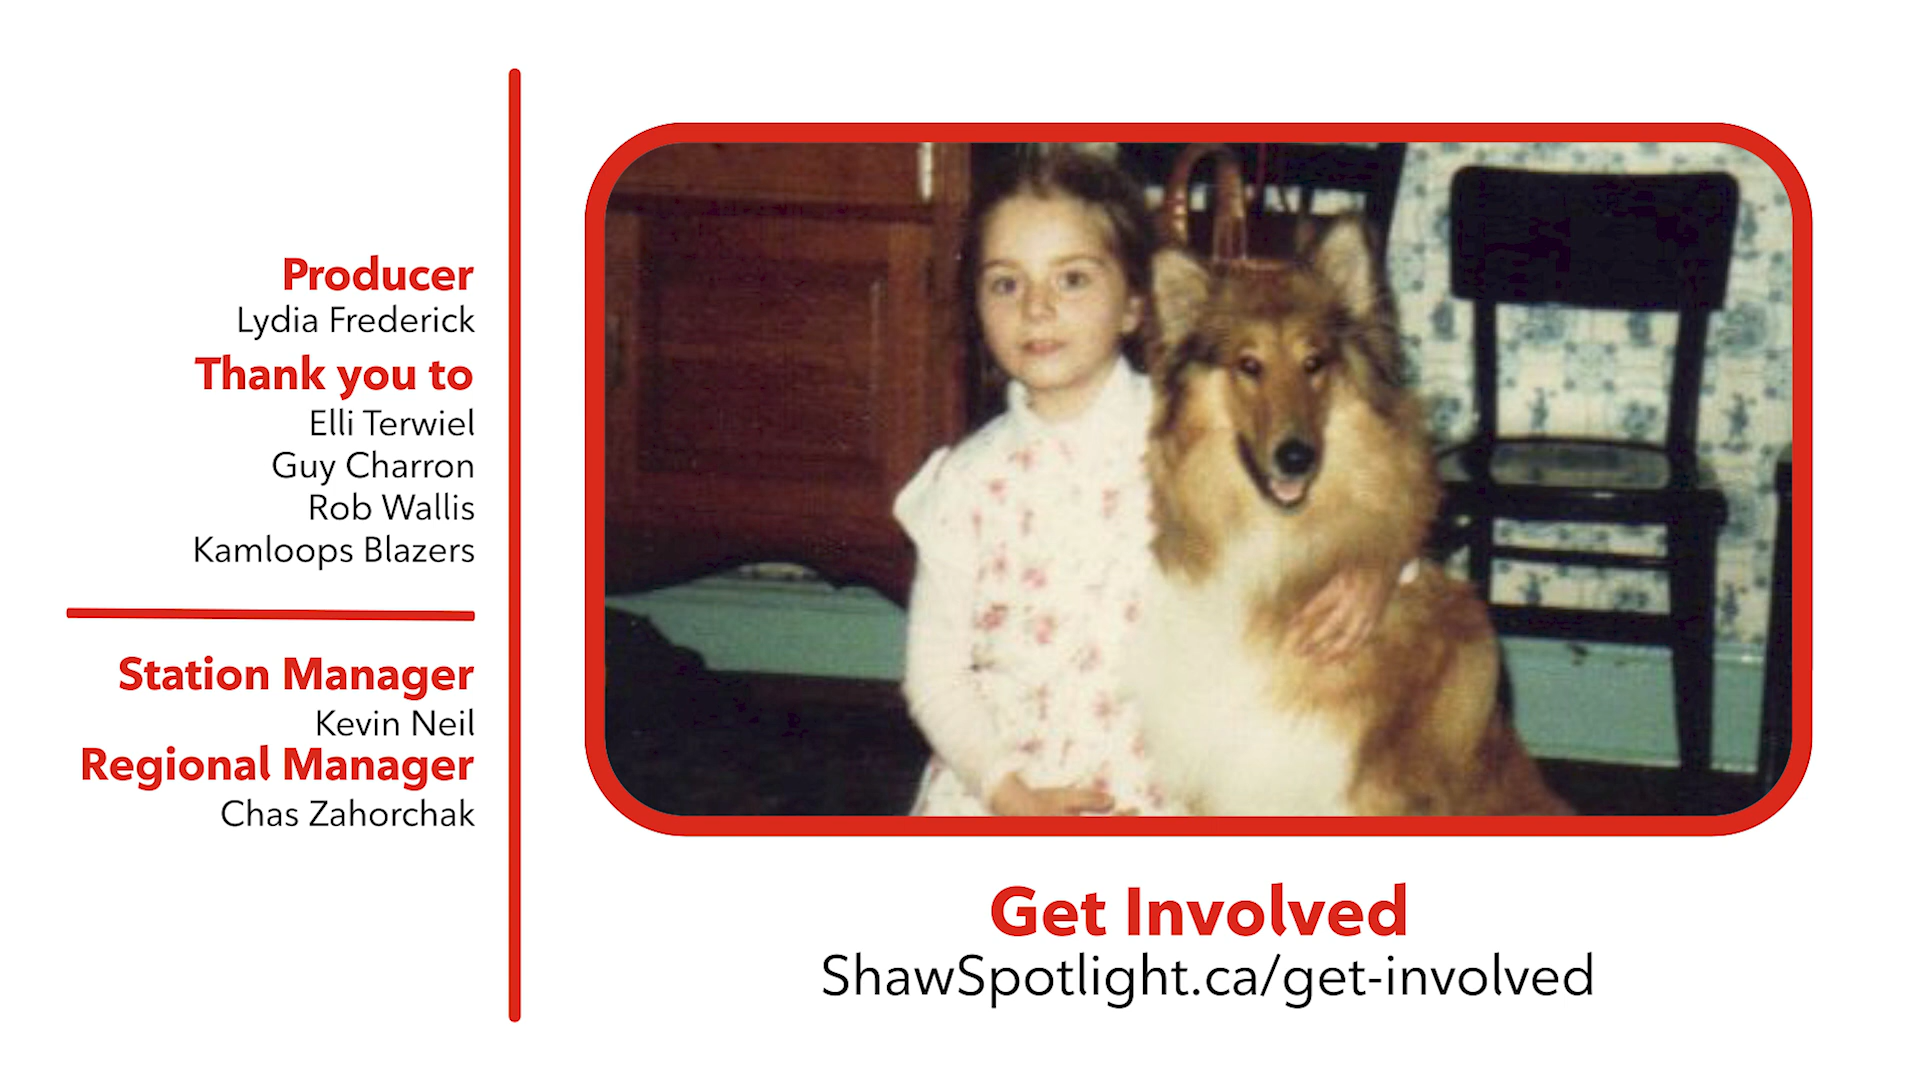 Producer
Lydia Frederick
Thank you to
Elli Terwiel
Guy Charron
Rob Wallis
Kamloops Blazers
Station Manager
Kevin Neil
Regional Manager
Chas Zahorchak
Get Involved
ShawSpotlight.ca/get-involved